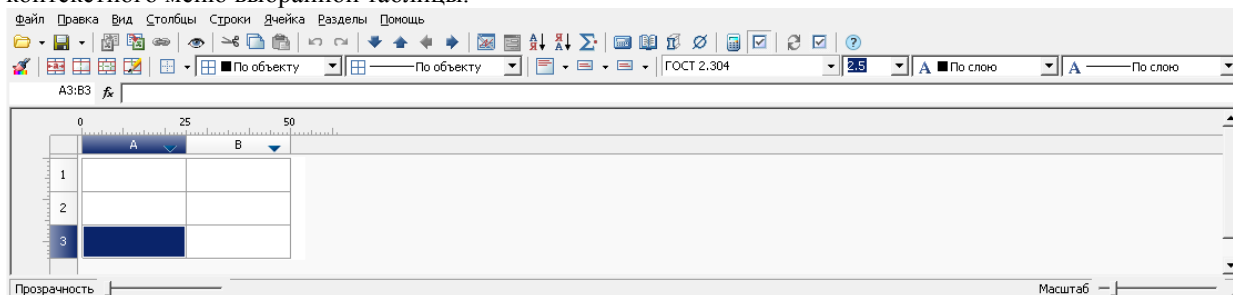 контекстного меню выбранной таблицы.
Файл Правка Вид Столбцы Строки Ячейка Разделы Помощь
По объекту По объекту ГОСТ 2.304 2.5 A По слою A По слою
A3:B3 fx
0 25 50
A B
1
2
3
Прозрачность Масштаб